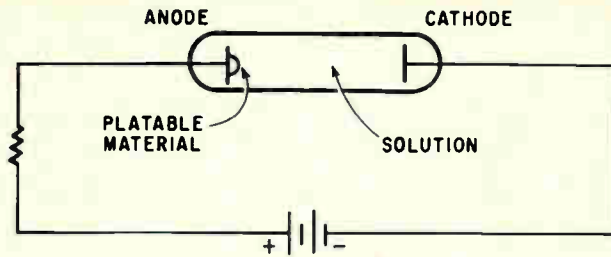 ANODE
CATHODE
PLATABLE
MATERIAL
SOLUTION
+
-